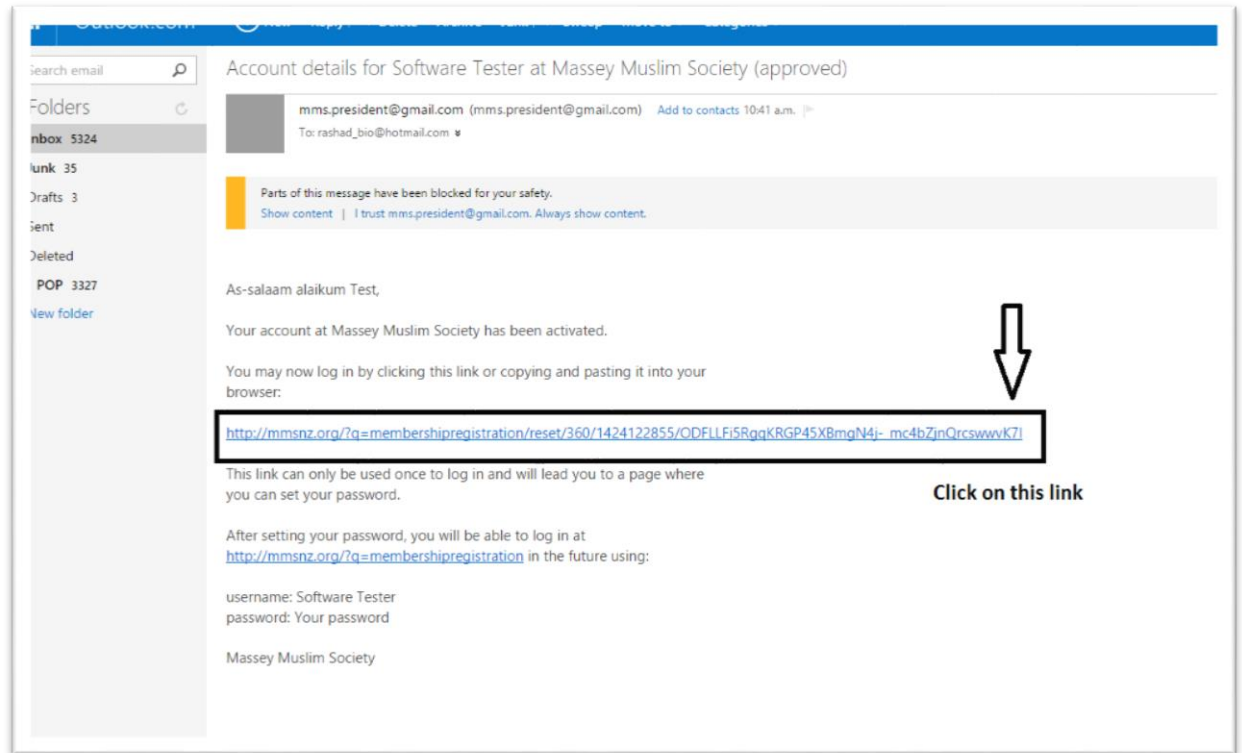 Outlook.com
Search email
Folders
Inbox 5324
Junk 35
Drafts 3
Sent
Deleted
POP 3327
New folder
Account details for Software Tester at Massey Muslim Society (approved)
mms.president@gmail.com (mms.president@gmail.com) Add to contacts 10:41 a.m.
To: rashad_bio@hotmail.com
Parts of this message have been blocked for your safety.
Show content | I trust mms.president@gmail.com. Always show content.
As-salaam alaikum Test,
Your account at Massey Muslim Society has been activated.
You may now log in by clicking this link or copying and pasting it into your
browser:
http://mmsnz.org/?q=membershipregistration/reset/360/1424122855/ODFLLFi5RgqKRGP45XBmgN4j-_mc4bZjnQrcswwvK7I
This link can only be used once to log in and will lead you to a page where
you can set your password.
Click on this link
After setting your password, you will be able to log in at
http://mmsnz.org/?q=membershipregistration in the future using:
username: Software Tester
password: Your password
Massey Muslim Society